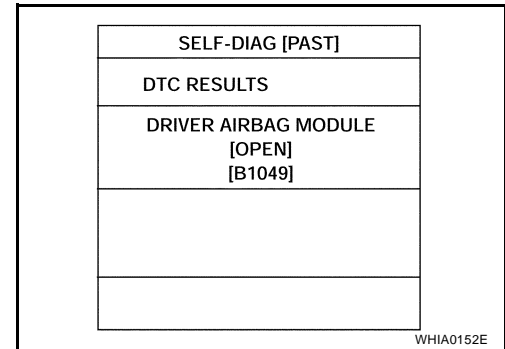 SELF-DIAG [PAST]
DTC RESULTS
DRIVER AIRBAG MODULE
[OPEN]
[B1049]
WHIA0152E